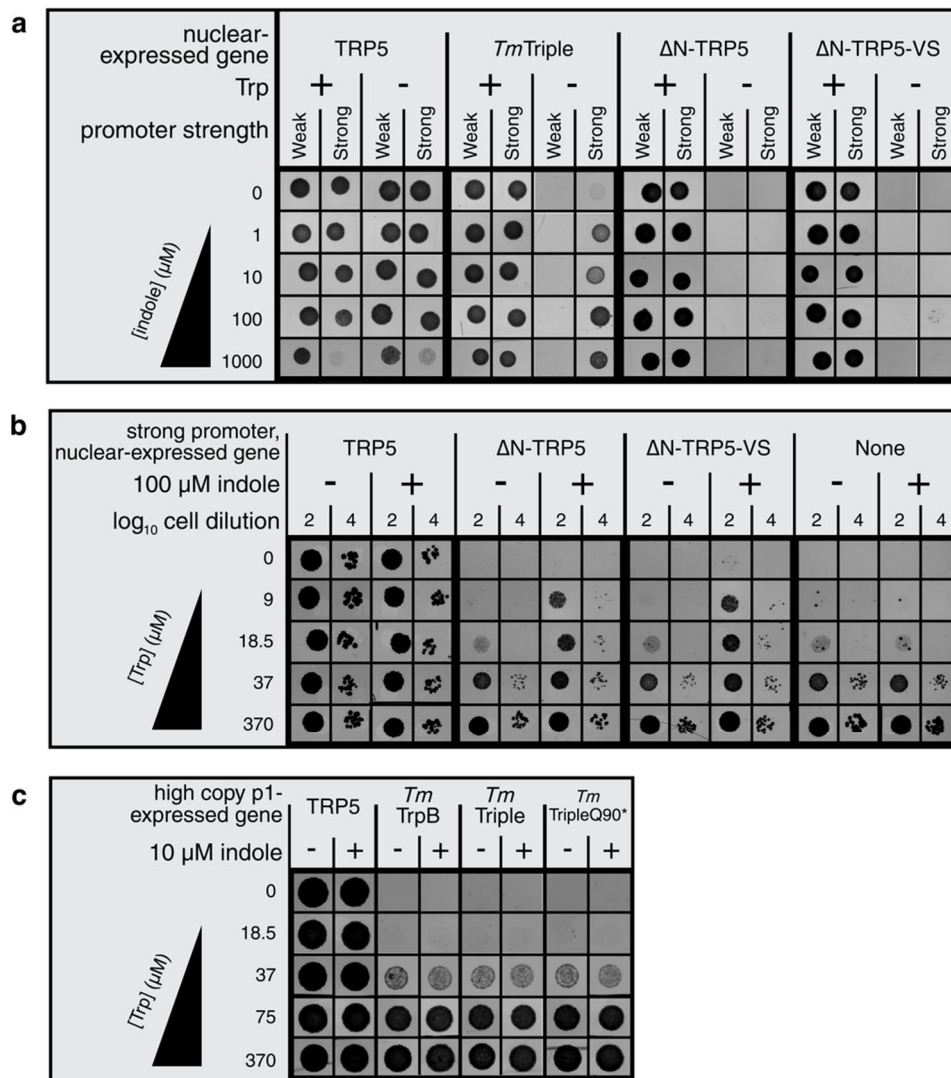 a
nuclear-
expressed gene
TRP5 TmTriple ΔN-TRP5 ΔN-TRP5-VS
Trp
+ - + - + - + -
promoter strength
Weak Strong Weak Strong Weak Strong Weak Strong Weak Strong Weak Strong Weak Strong Weak Strong
[indole] (µM)
0
1
10
100
1000
b
strong promoter,
nuclear-expressed gene
TRP5 ΔN-TRP5 ΔN-TRP5-VS None
100 µM indole
- + - + - + - +
log₁₀ cell dilution
2 4 2 4 2 4 2 4 2 4 2 4 2 4 2 4
[Trp] (µM)
0
9
18.5
37
370
c
high copy p1-
expressed gene
TRP5
Tm
TrpB
Tm
Triple
Tm
TripleQ90*
10 µM indole
- + - + - + - +
[Trp] (µM)
0
18.5
37
75
370